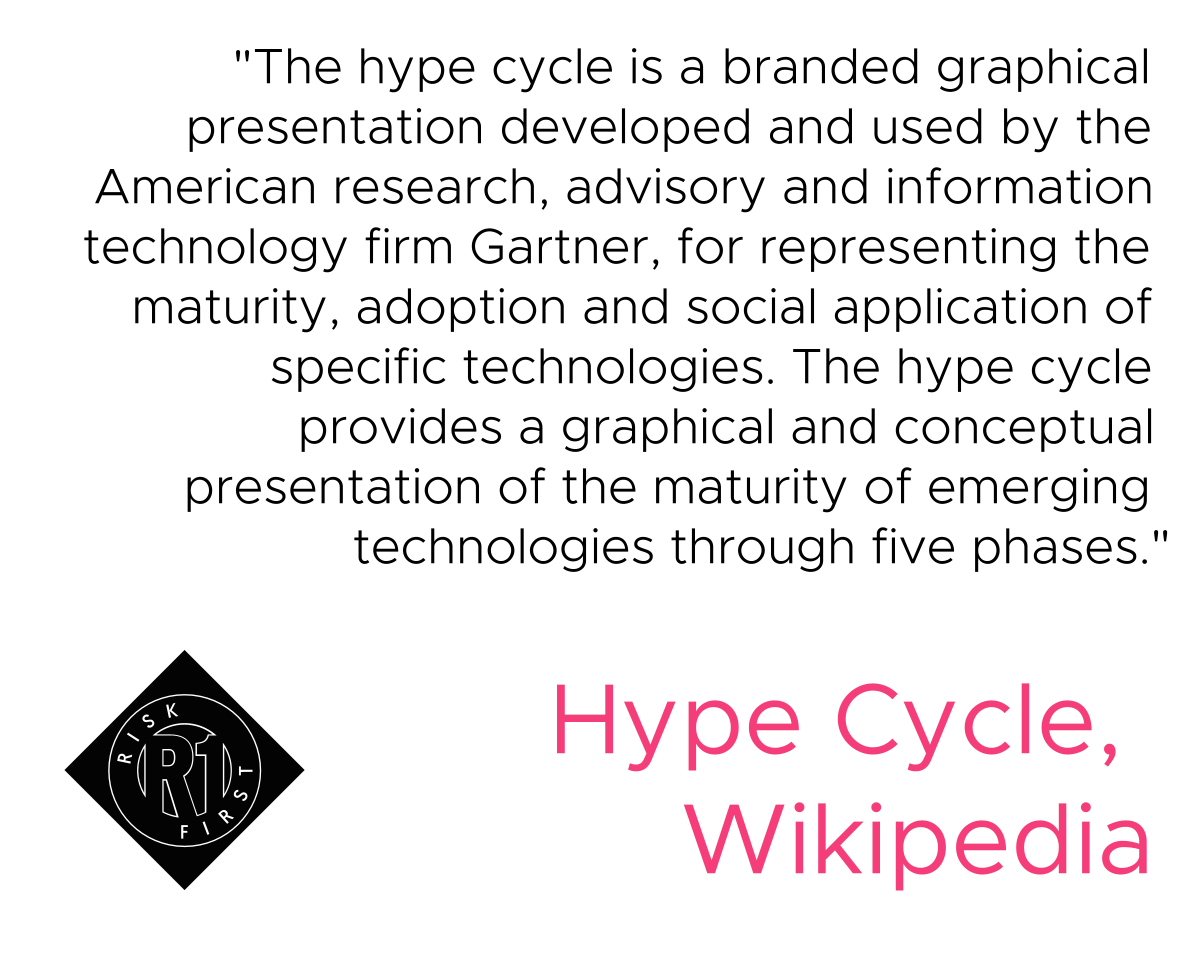 "The hype cycle is a branded graphical
presentation developed and used by the
American research, advisory and information
technology firm Gartner, for representing the
maturity, adoption and social application of
specific technologies. The hype cycle
provides a graphical and conceptual
presentation of the maturity of emerging
technologies through five phases."
RISK
R1
FIRST
Hype Cycle,
Wikipedia